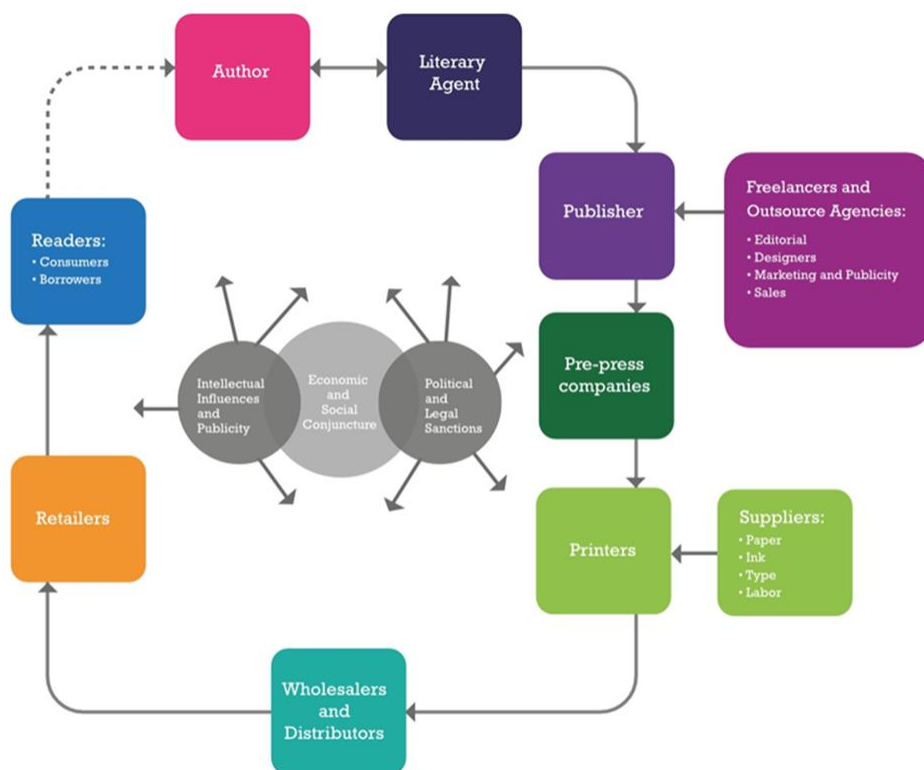 Author
Literary
Agent
Publisher
Freelancers and
Outsource Agencies:
• Editorial
• Designers
• Marketing and Publicity
• Sales
Readers:
• Consumers
• Borrowers
Pre-press
companies
Intellectual
Influences
and
Publicity
Economic
and
Social
Conjuncture
Political
and
Legal
Sanctions
Retailers
Printers
Suppliers:
• Paper
• Ink
• Type
• Labor
Wholesalers
and
Distributors